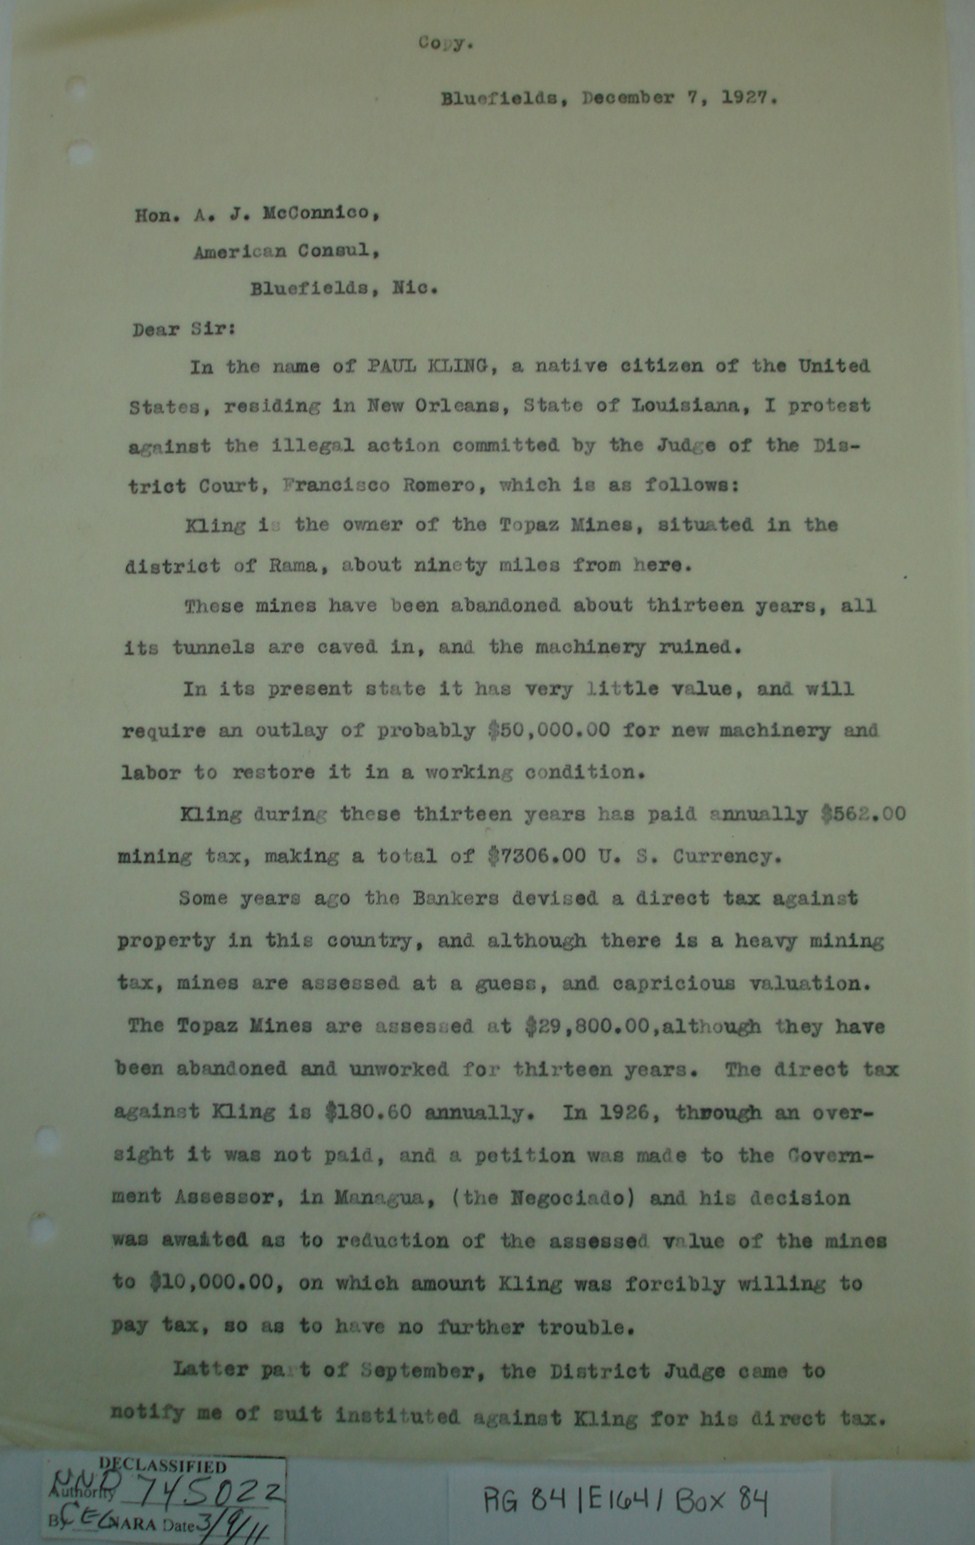 Copy.
Bluefields, December 7, 1927.
Hon. A. J. McConnico,
American Consul,
Bluefields, Nic.
Dear Sir:
In the name of PAUL KLING, a native citizen of the United
States, residing in New Orleans, State of Louisiana, I protest
against the illegal action committed by the Judge of the Dis-
trict Court, Francisco Romero, which is as follows:
Kling is the owner of the Topaz Mines, situated in the
district of Rama, about ninety miles from here.
These mines have been abandoned about thirteen years, all
its tunnels are caved in, and the machinery ruined.
In its present state it has very little value, and will
require an outlay of probably $50,000.00 for new machinery and
labor to restore it in a working condition.
Kling during these thirteen years has paid annually $562.00
mining tax, making a total of $7306.00 U. S. Currency.
Some years ago the Bankers devised a direct tax against
property in this country, and although there is a heavy mining
tax, mines are assessed at a guess, and capricious valuation.
The Topaz Mines are assessed at $29,800.00,although they have
been abandoned and unworked for thirteen years. The direct tax
against Kling is $180.60 annually. In 1926, through an over-
sight it was not paid, and a petition was made to the Govern-
ment Assessor, in Managua, (the Negociado) and his decision
was awaited as to reduction of the assessed value of the mines
to $10,000.00, on which amount Kling was forcibly willing to
pay tax, so as to have no further trouble.
Latter part of September, the District Judge came to
notify me of suit instituted against Kling for his direct tax.
DECLASSIFIED
Authority NND 745022
By CEG NARA Date 3/9/11
RG 84 | E 164 / Box 84